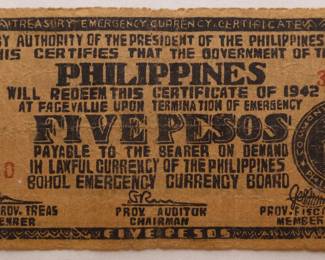 TREASURY EMERGENCY CURRENCY CERTIFICATE
BY AUTHORITY OF THE PRESIDENT OF THE PHILIPPINES
THIS CERTIFIES THAT THE GOVERNMENT OF
PHILIPPINES
WILL REDEEM THIS CERTIFICATE OF 1942
AT FACE VALUE UPON TERMINATION OF EMERGENCY
FIVE PESOS
PAYABLE TO THE BEARER ON DEMAND
IN LAWFUL CURRENCY OF THE PHILIPPINES
BOHOL EMERGENCY CURRENCY BOARD
PROV. AUDITOR
CHAIRMAN
PROV. FISC
MEMBER
ROV. TREAS
FIVE PESOS